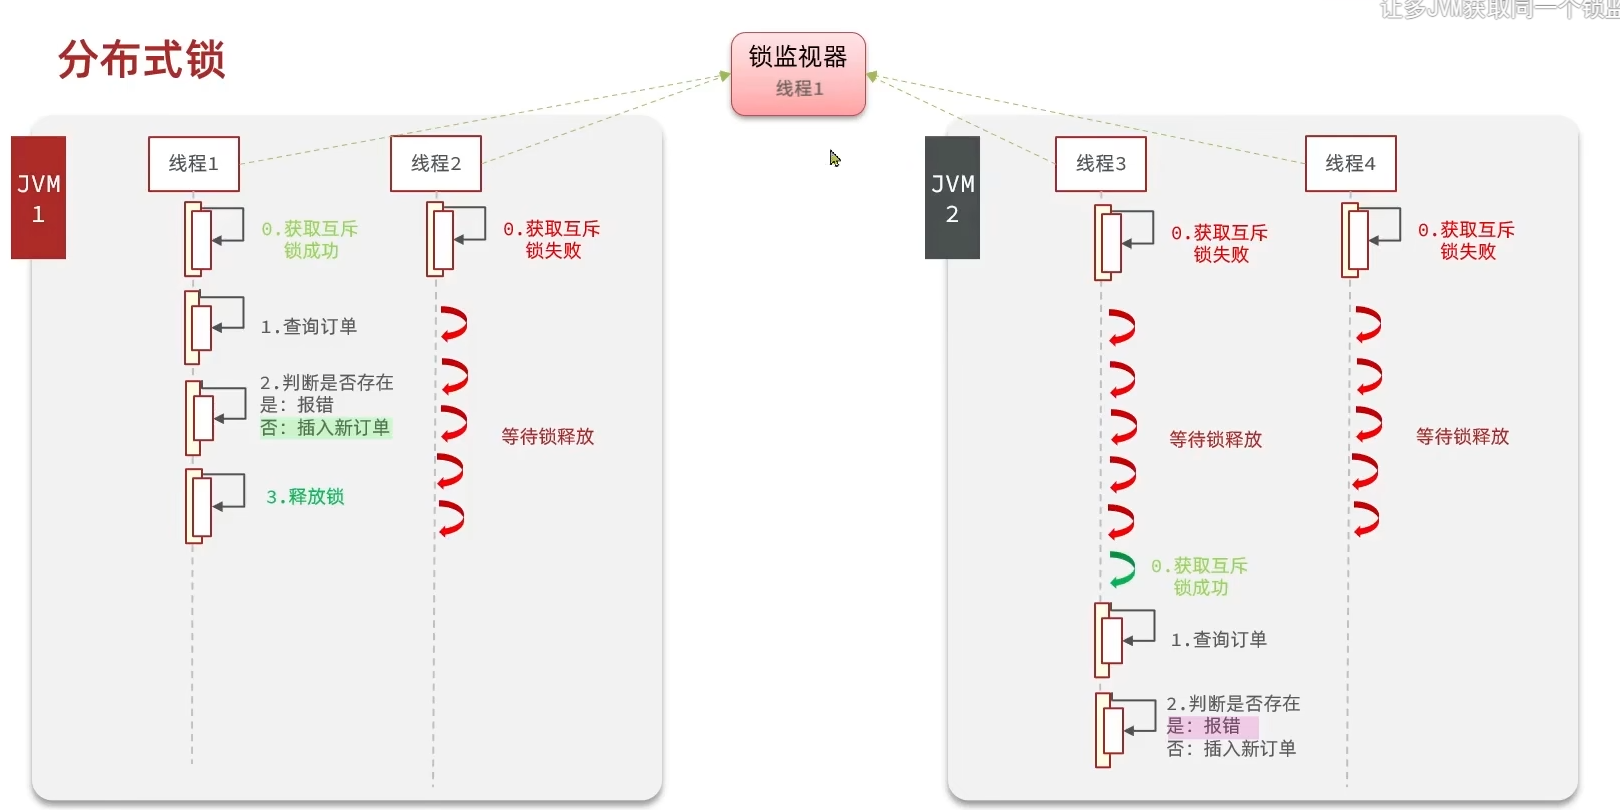 让多JVM获取同一个锁监
分布式锁
锁监视器
线程1
JVM
1
线程1
0.获取互斥
锁成功
1.查询订单
2.判断是否存在
是：报错
否：插入新订单
3.释放锁
线程2
0.获取互斥
锁失败
等待锁释放
JVM
2
线程3
0.获取互斥
锁失败
等待锁释放
0.获取互斥
锁成功
1.查询订单
2.判断是否存在
是：报错
否：插入新订单
线程4
0.获取互斥
锁失败
等待锁释放